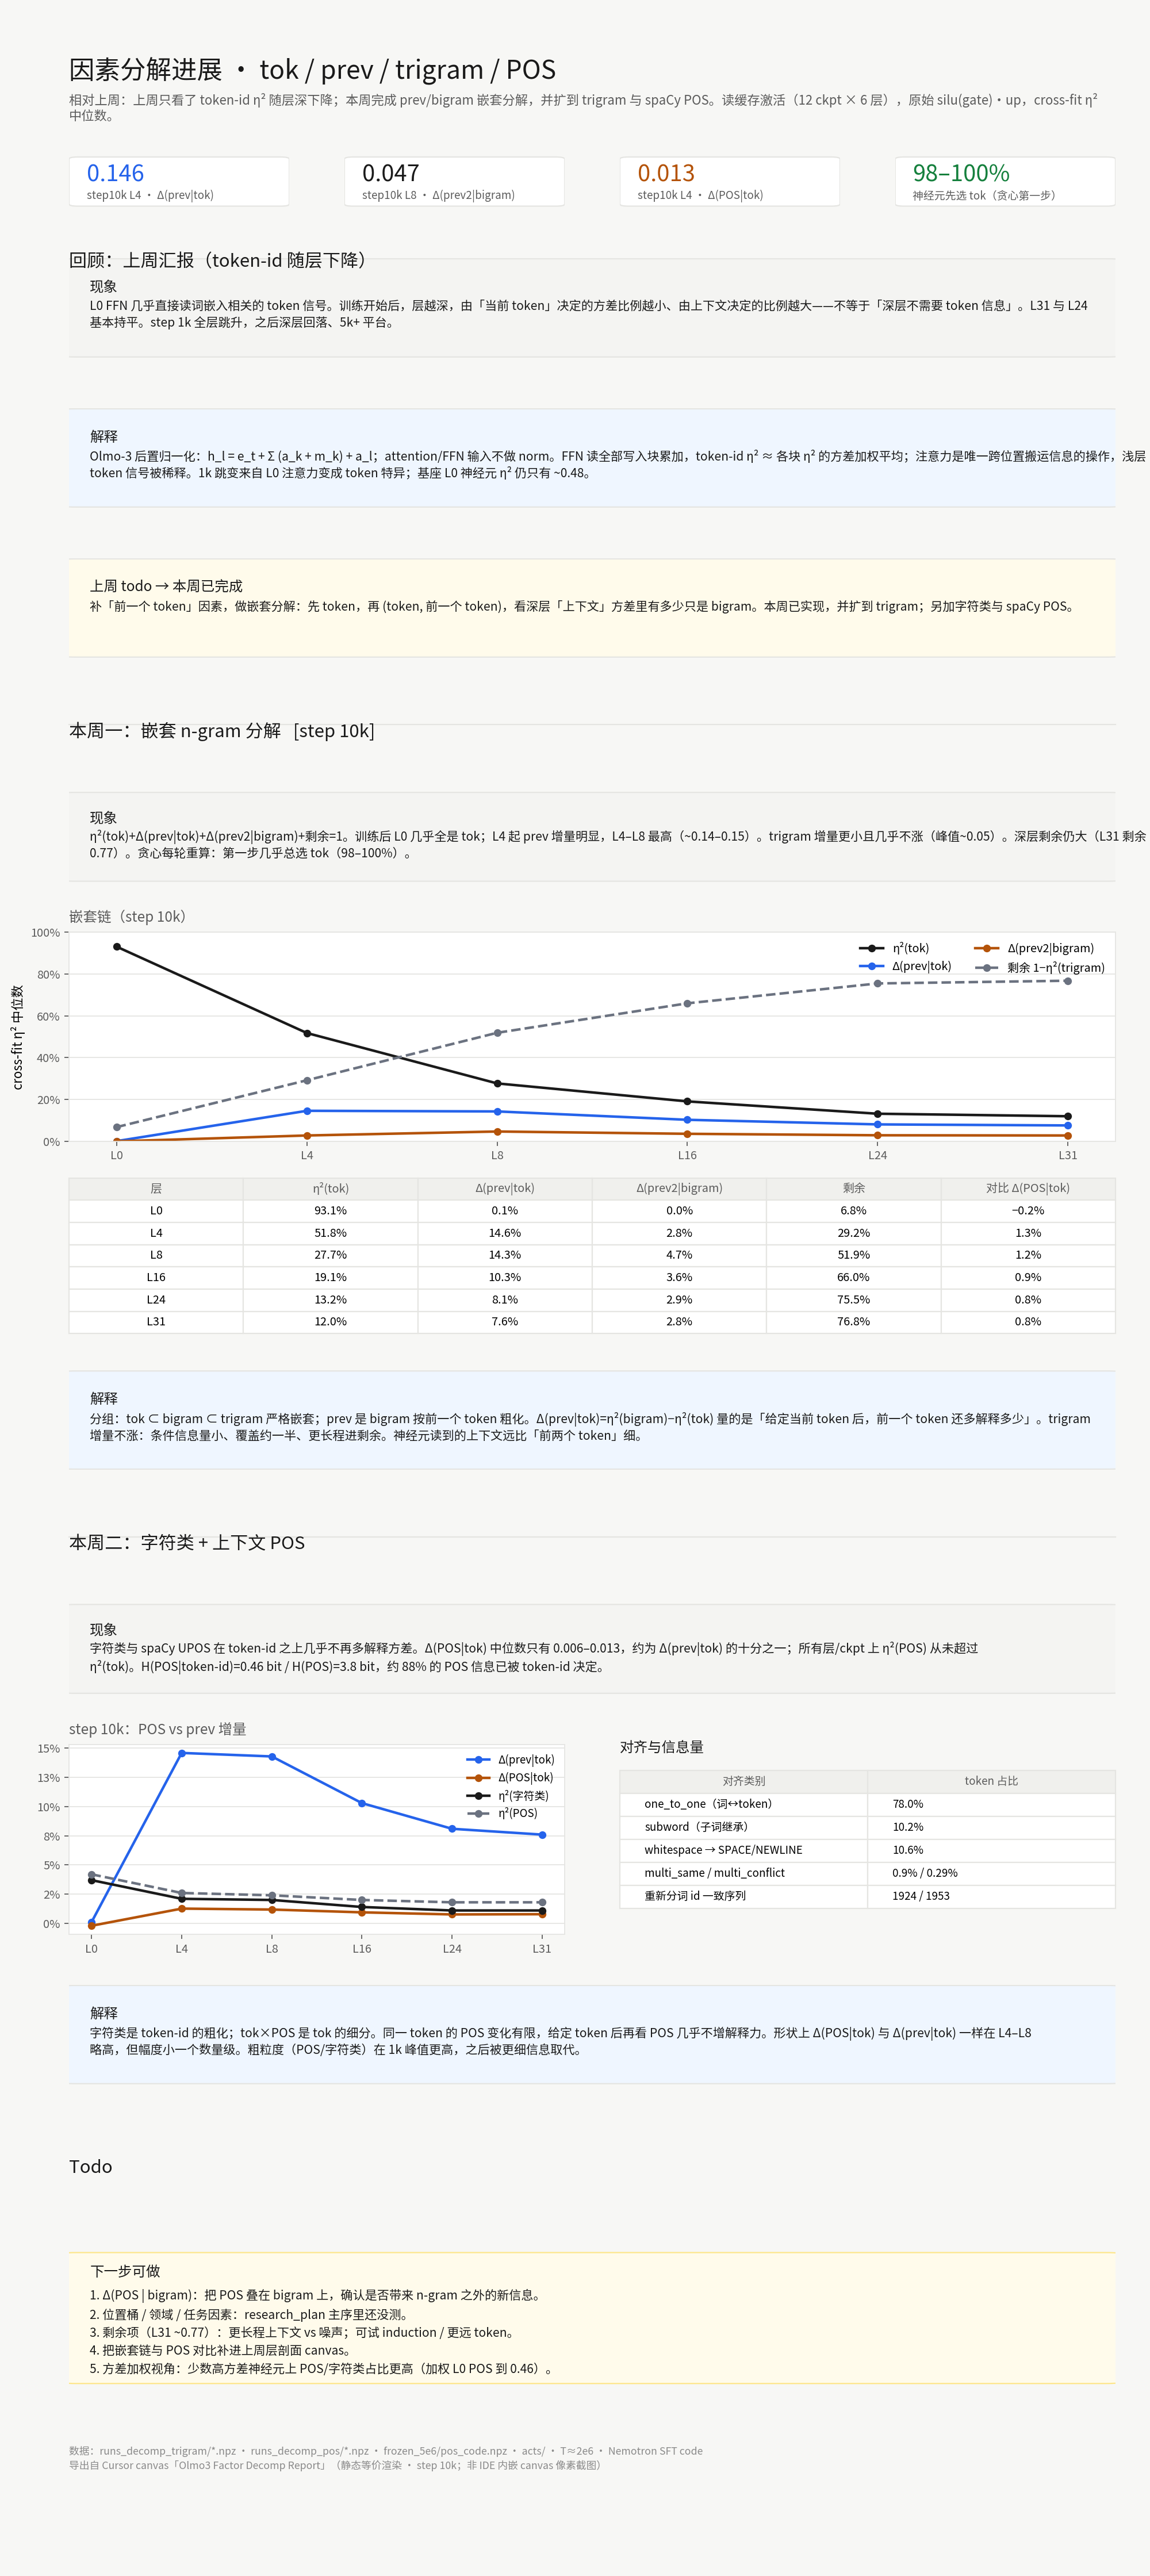 因素分解进展 · tok / prev / trigram / POS
相对上周：上周只看了 token-id η² 随层深下降；本周完成 prev/bigram 嵌套分解，并扩到 trigram 与 spaCy POS。读缓存激活（12 ckpt × 6 层），原始 silu(gate)·up，cross-fit η²
中位数。
0.146
step10k L4 · Δ(prev|tok)
0.047
step10k L8 · Δ(prev2|bigram)
0.013
step10k L4 · Δ(POS|tok)
98–100%
神经元先选 tok（贪心第一步）
回顾：上周汇报（token-id 随层下降）
现象
L0 FFN 几乎直接读词嵌入相关的 token 信号。训练开始后，层越深，由「当前 token」决定的方差比例越小、由上下文决定的比例越大——不等于「深层不需要 token 信息」。L31 与 L24
基本持平。step 1k 全层跳升，之后深层回落、5k+ 平台。
解释
Olmo-3 后置归一化：h_l = e_t + Σ (a_k + m_k) + a_l；attention/FFN 输入不做 norm。FFN 读全部写入块累加，token-id η² ≈ 各块 η² 的方差加权平均；注意力是唯一跨位置搬运信息的操作，浅层
token 信号被稀释。1k 跳变来自 L0 注意力变成 token 特异；基座 L0 神经元 η² 仍只有 ~0.48。
上周 todo → 本周已完成
补「前一个 token」因素，做嵌套分解：先 token，再 (token, 前一个 token)，看深层「上下文」方差里有多少只是 bigram。本周已实现，并扩到 trigram；另加字符类与 spaCy POS。
本周一：嵌套 n-gram 分解 [step 10k]
现象
η²(tok)+Δ(prev|tok)+Δ(prev2|bigram)+剩余=1。训练后 L0 几乎全是 tok；L4 起 prev 增量明显，L4–L8 最高（~0.14–0.15）。trigram 增量更小且几乎不涨（峰值~0.05）。深层剩余仍大（L31 剩余
0.77）。贪心每轮重算：第一步几乎总选 tok（98–100%）。
嵌套链（step 10k）
cross-fit η² 中位数
100%
80%
60%
40%
20%
0%
η²(tok)
Δ(prev|tok)
Δ(prev2|bigram)
剩余 1−η²(trigram)
L0 L4 L8 L16 L24 L31
层 η²(tok) Δ(prev|tok) Δ(prev2|bigram) 剩余 对比 Δ(POS|tok)
L0 93.1% 0.1% 0.0% 6.8% −0.2%
L4 51.8% 14.6% 2.8% 29.2% 1.3%
L8 27.7% 14.3% 4.7% 51.9% 1.2%
L16 19.1% 10.3% 3.6% 66.0% 0.9%
L24 13.2% 8.1% 2.9% 75.5% 0.8%
L31 12.0% 7.6% 2.8% 76.8% 0.8%
解释
分组：tok ⊂ bigram ⊂ trigram 严格嵌套；prev 是 bigram 按前一个 token 粗化。Δ(prev|tok)=η²(bigram)−η²(tok) 量的是「给定当前 token 后，前一个 token 还多解释多少」。trigram
增量不涨：条件信息量小、覆盖约一半、更长程进剩余。神经元读到的上下文远比「前两个 token」细。
本周二：字符类 + 上下文 POS
现象
字符类与 spaCy UPOS 在 token-id 之上几乎不再多解释方差。Δ(POS|tok) 中位数只有 0.006–0.013，约为 Δ(prev|tok) 的十分之一；所有层/ckpt 上 η²(POS) 从未超过
η²(tok)。H(POS|token-id)=0.46 bit / H(POS)=3.8 bit，约 88% 的 POS 信息已被 token-id 决定。
step 10k：POS vs prev 增量
15%
13%
10%
8%
5%
2%
0%
Δ(prev|tok)
Δ(POS|tok)
η²(字符类)
η²(POS)
L0 L4 L8 L16 L24 L31
对齐与信息量
对齐类别 token 占比
one_to_one（词↔token） 78.0%
subword（子词继承） 10.2%
whitespace → SPACE/NEWLINE 10.6%
multi_same / multi_conflict 0.9% / 0.29%
重新分词 id 一致序列 1924 / 1953
解释
字符类是 token-id 的粗化；tok×POS 是 tok 的细分。同一 token 的 POS 变化有限，给定 token 后再看 POS 几乎不增解释力。形状上 Δ(POS|tok) 与 Δ(prev|tok) 一样在 L4–L8
略高，但幅度小一个数量级。粗粒度（POS/字符类）在 1k 峰值更高，之后被更细信息取代。
Todo
下一步可做
1. Δ(POS | bigram)：把 POS 叠在 bigram 上，确认是否带来 n-gram 之外的新信息。
2. 位置桶 / 领域 / 任务因素：research_plan 主序里还没测。
3. 剩余项（L31 ~0.77）：更长程上下文 vs 噪声；可试 induction / 更远 token。
4. 把嵌套链与 POS 对比补进上周层剖面 canvas。
5. 方差加权视角：少数高方差神经元上 POS/字符类占比更高（加权 L0 POS 到 0.46）。
数据：runs_decomp_trigram/*.npz · runs_decomp_pos/*.npz · frozen_5e6/pos_code.npz · acts/ · T≈2e6 · Nemotron SFT code
导出自 Cursor canvas「Olmo3 Factor Decomp Report」（静态等价渲染 · step 10k；非 IDE 内嵌 canvas 像素截图）